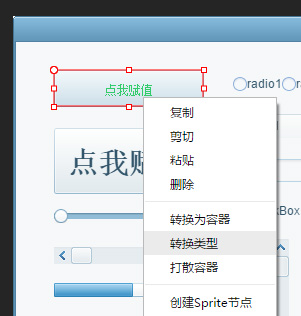 点我赋值
radio1
复制
点我赋
剪切
粘贴
删除
转换为容器
Box
转换类型
打散容器
创建Sprite节点